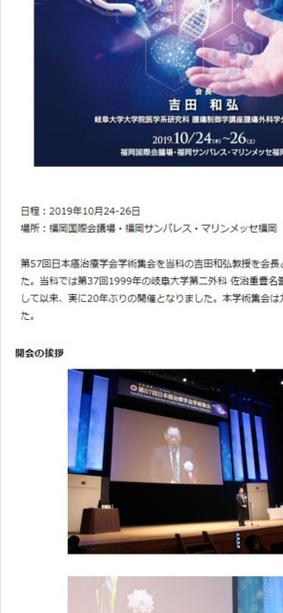 会長
吉田 和弘
岐阜大学大学院医学系研究科 腫瘍制御学講座腫瘍外科学分
2019.10/24(木)~26(土)
福岡国際会議場・福岡サンパレス・マリンメッセ福岡
日程：2019年10月24-26日
場所：福岡国際会議場・福岡サンパレス・マリンメッセ福岡
第57回日本癌治療学会学術集会を当科の吉田和弘教授を会長と
た。当科では第37回1999年の岐阜大学第二外科 佐治重豊名誉
して以来、実に20年ぶりの開催となりました。本学術集会は
た。
開会の挨拶
第57回日本癌治療学会学術集会